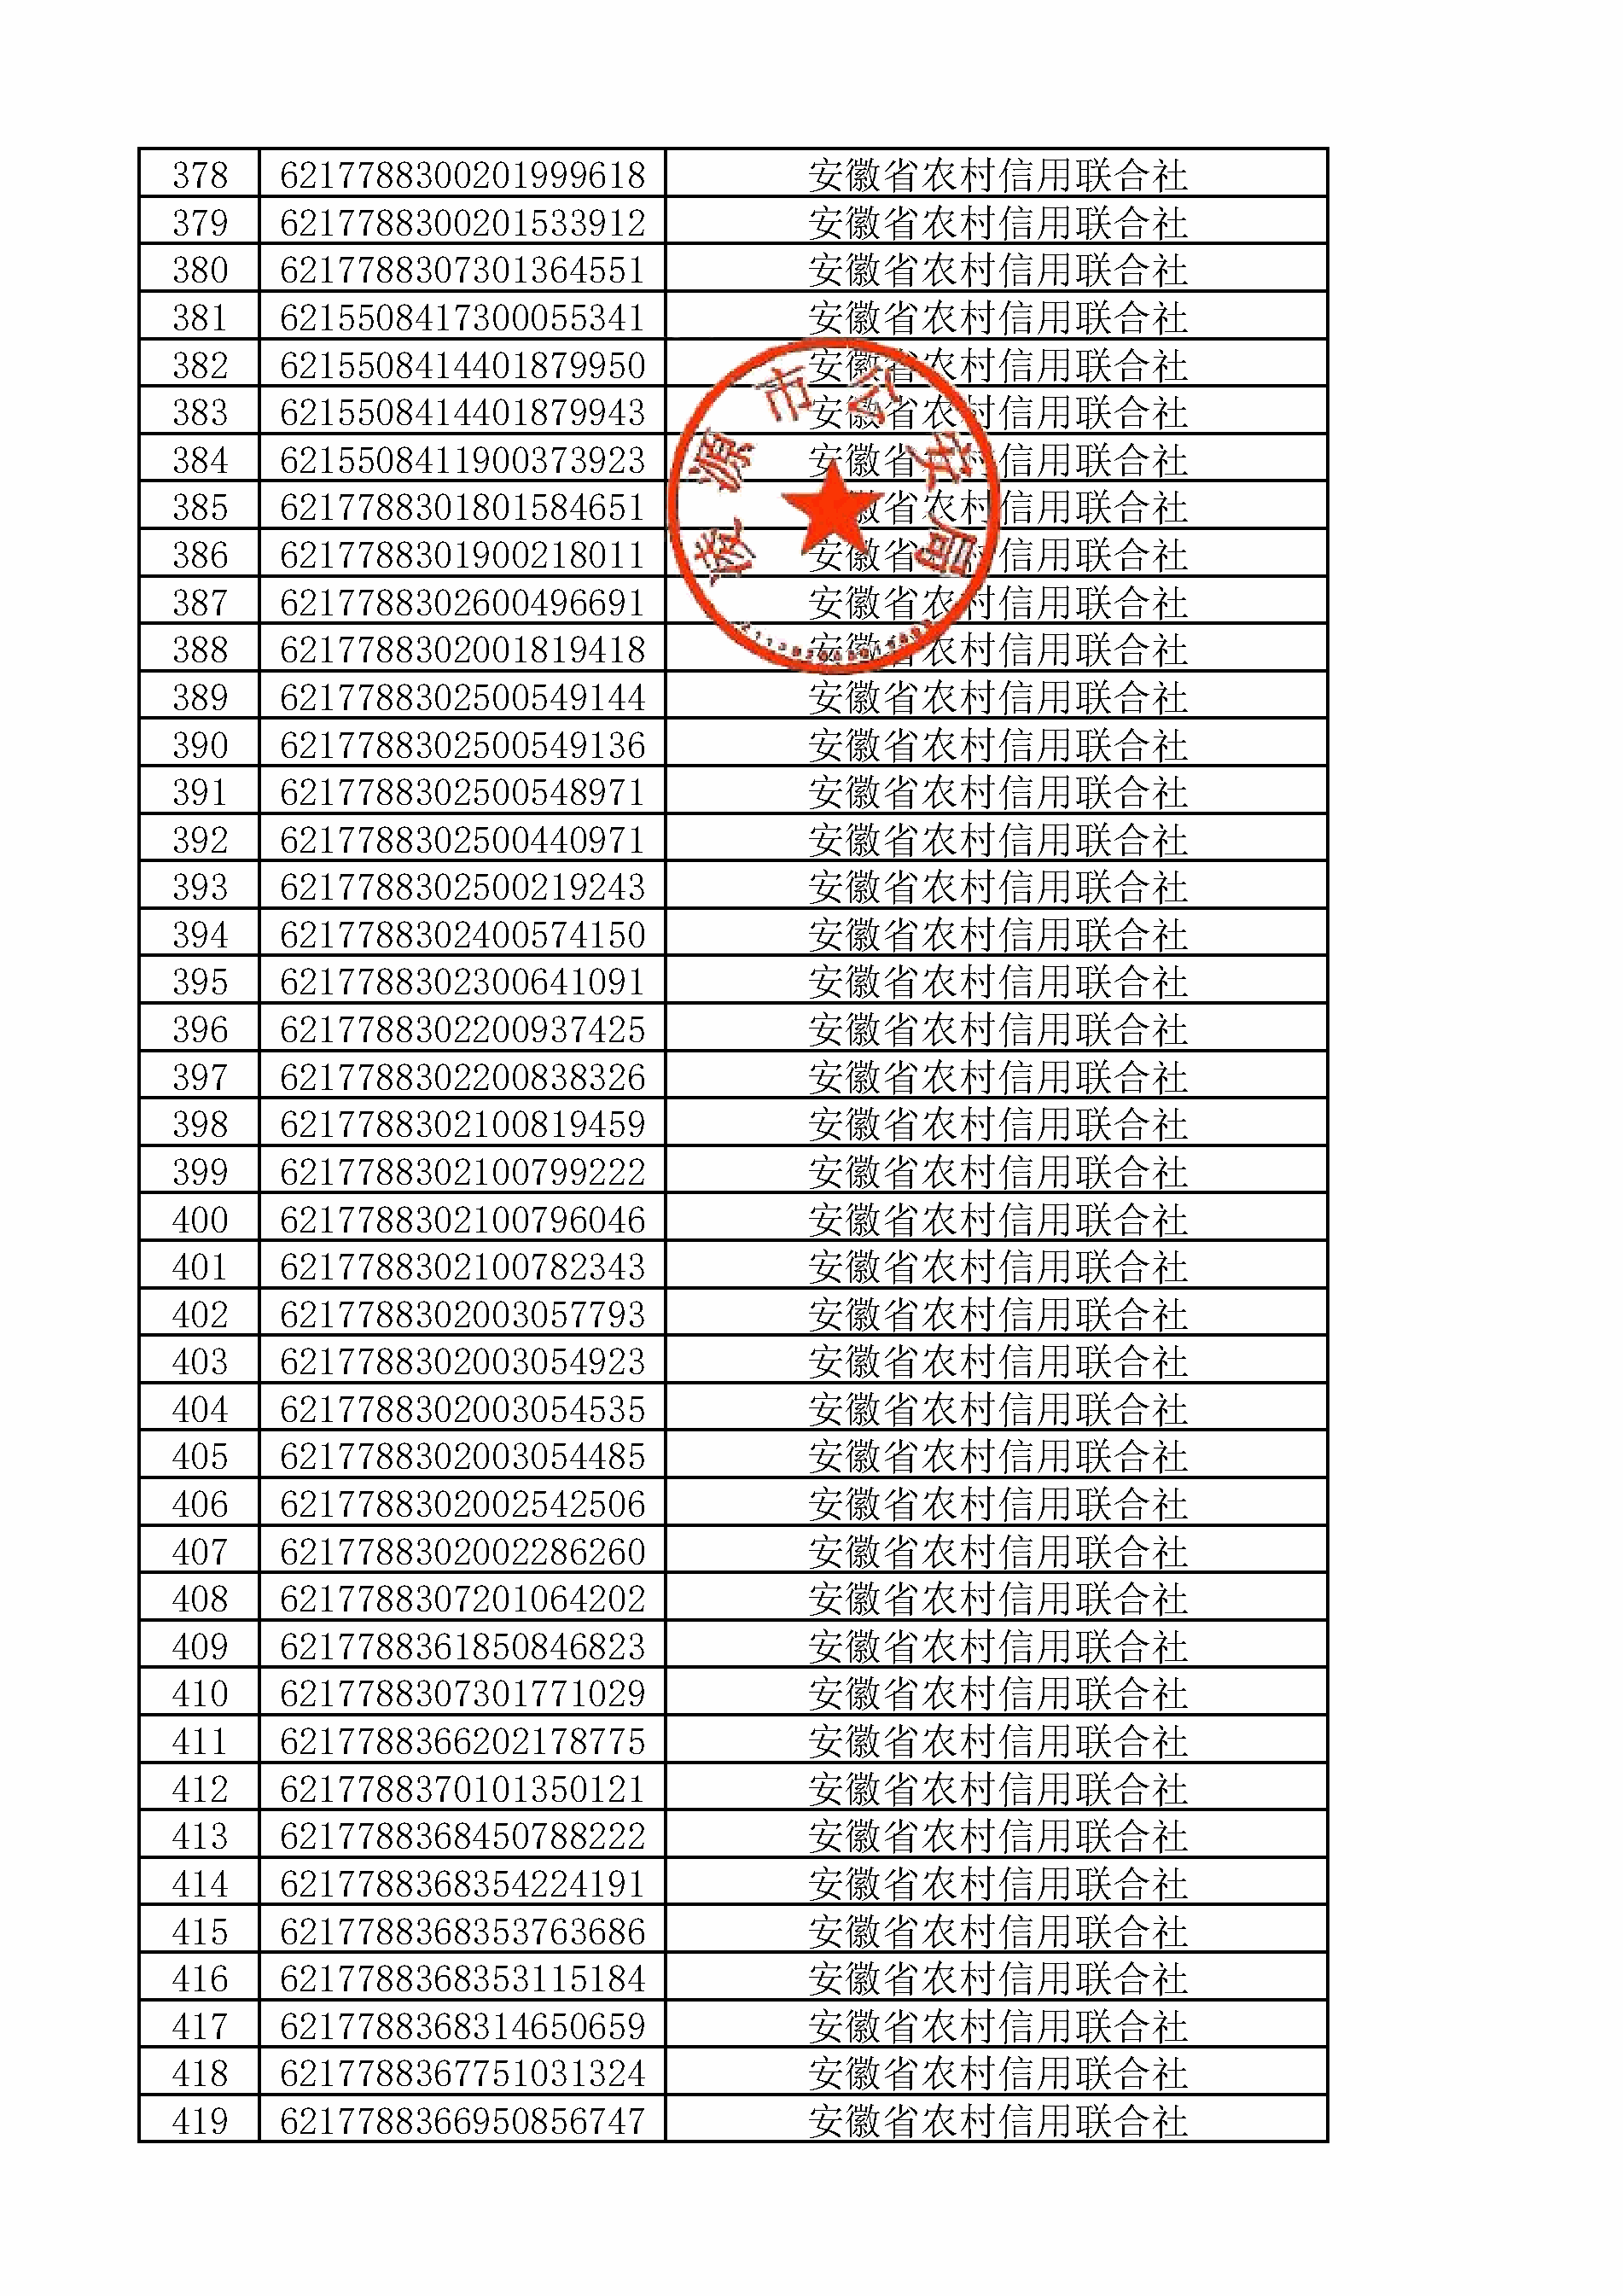 378 6217788300201999618 安徽省农村信用联合社
379 6217788300201533912 安徽省农村信用联合社
380 6217788307301364551 安徽省农村信用联合社
381 6215508417300055341 安徽省农村信用联合社
382 6215508414401879950 安徽省农村信用联合社
383 6215508414401879943 安徽省农村信用联合社
384 6215508411900373923 安徽省农村信用联合社
385 6217788301801584651 安徽省农村信用联合社
386 6217788301900218011 安徽省农村信用联合社
387 6217788302600496691 安徽省农村信用联合社
388 6217788302001819418 安徽省农村信用联合社
389 6217788302500549144 安徽省农村信用联合社
390 6217788302500549136 安徽省农村信用联合社
391 6217788302500548971 安徽省农村信用联合社
392 6217788302500440971 安徽省农村信用联合社
393 6217788302500219243 安徽省农村信用联合社
394 6217788302400574150 安徽省农村信用联合社
395 6217788302300641091 安徽省农村信用联合社
396 6217788302200937425 安徽省农村信用联合社
397 6217788302200838326 安徽省农村信用联合社
398 6217788302100819459 安徽省农村信用联合社
399 6217788302100799222 安徽省农村信用联合社
400 6217788302100796046 安徽省农村信用联合社
401 6217788302100782343 安徽省农村信用联合社
402 6217788302003057793 安徽省农村信用联合社
403 6217788302003054923 安徽省农村信用联合社
404 6217788302003054535 安徽省农村信用联合社
405 6217788302003054485 安徽省农村信用联合社
406 6217788302002542506 安徽省农村信用联合社
407 6217788302002286260 安徽省农村信用联合社
408 6217788307201064202 安徽省农村信用联合社
409 6217788361850846823 安徽省农村信用联合社
410 6217788307301771029 安徽省农村信用联合社
411 6217788366202178775 安徽省农村信用联合社
412 6217788370101350121 安徽省农村信用联合社
413 6217788368450788222 安徽省农村信用联合社
414 6217788368354224191 安徽省农村信用联合社
415 6217788368353763686 安徽省农村信用联合社
416 6217788368353115184 安徽省农村信用联合社
417 6217788368314650659 安徽省农村信用联合社
418 6217788367751031324 安徽省农村信用联合社
419 6217788366950856747 安徽省农村信用联合社
凌源市公安局